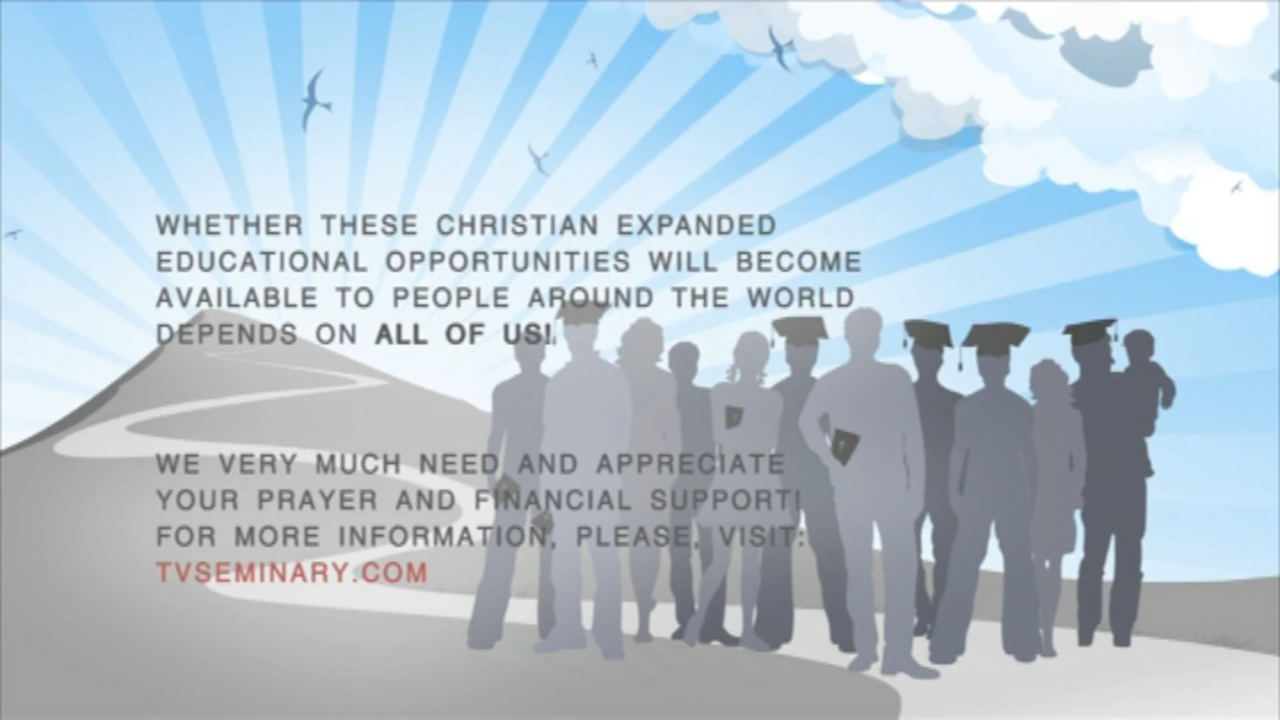 WHETHER THESE CHRISTIAN EXPANDED
EDUCATIONAL OPPORTUNITIES WILL BECOME
AVAILABLE TO PEOPLE AROUND THE WORLD
DEPENDS ON ALL OF US!
WE VERY MUCH NEED AND APPRECIATE
YOUR PRAYER AND FINANCIAL SUPPORT!
FOR MORE INFORMATION, PLEASE, VISIT:
TVSEMINARY.COM